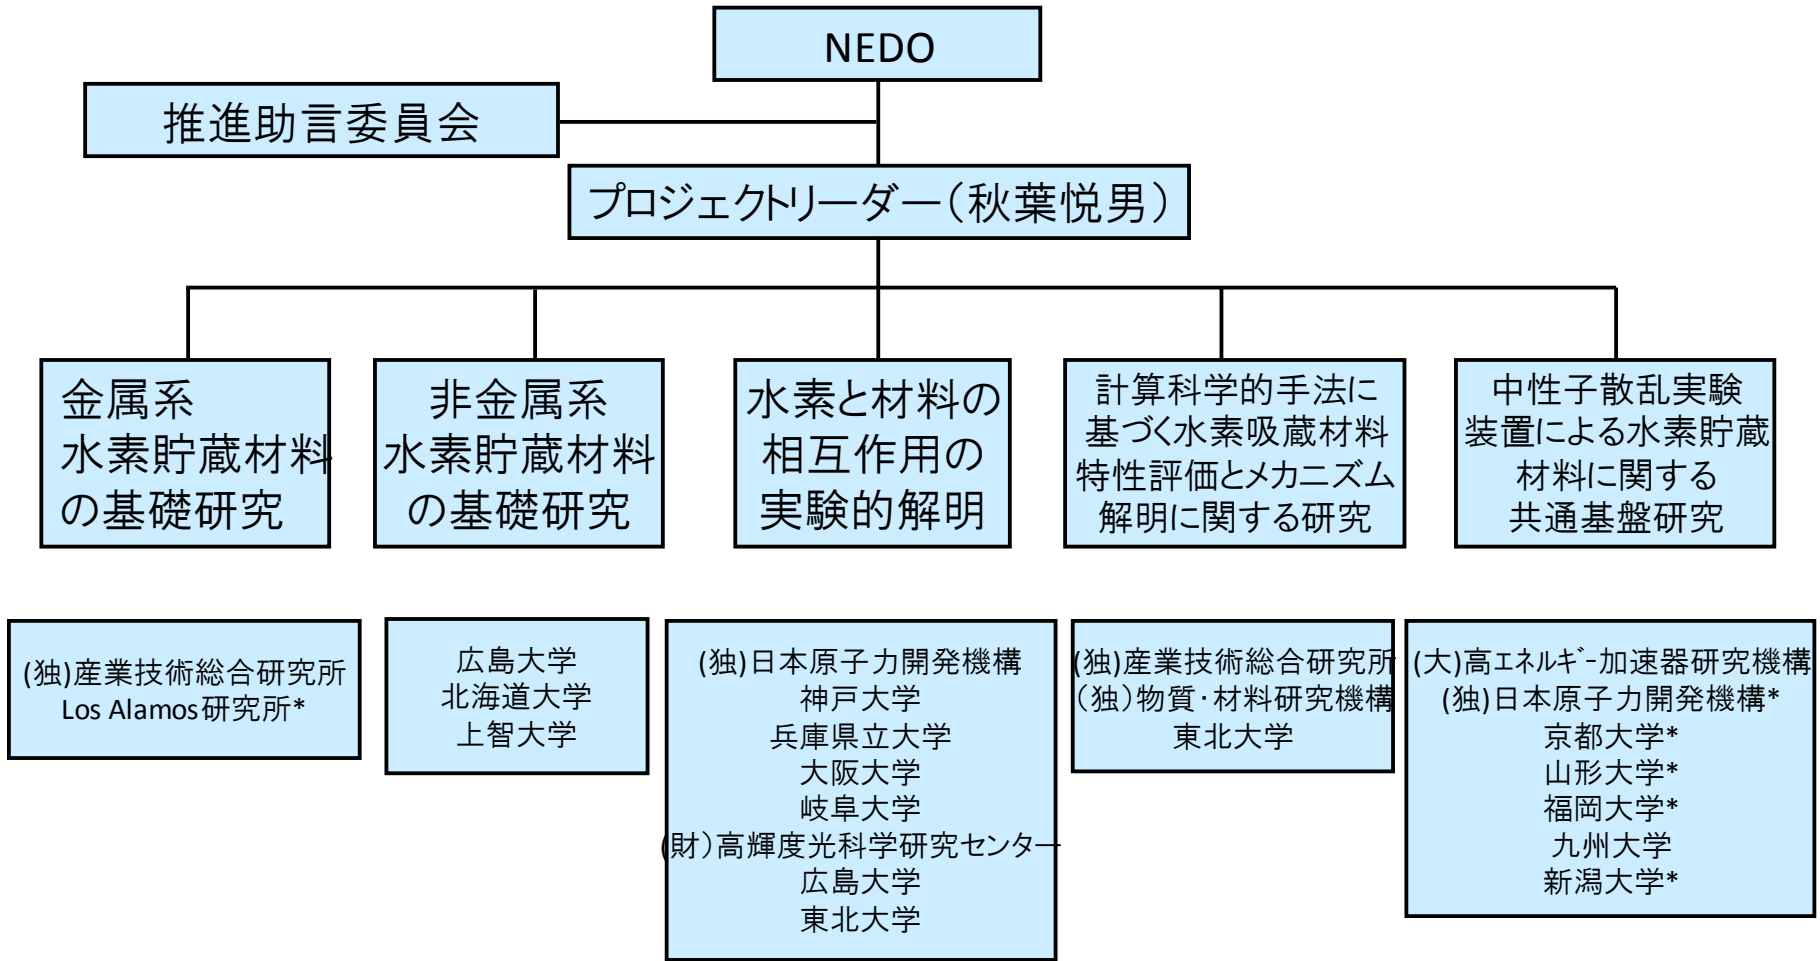 NEDO
推進助言委員会
プロジェクトリーダー(秋葉悦男)
金属系
水素貯蔵材料
の基礎研究
非金属系
水素貯蔵材料
の基礎研究
水素と材料の
相互作用の
実験的解明
計算科学的手法に
基づく水素吸蔵材料
特性評価とメカニズム
解明に関する研究
中性子散乱実験
装置による水素貯蔵
材料に関する
共通基盤研究
(独)産業技術総合研究所
Los Alamos研究所*
広島大学
北海道大学
上智大学
(独)日本原子力開発機構
神戸大学
兵庫県立大学
大阪大学
岐阜大学
(財)高輝度光科学研究センター
広島大学
東北大学
(独)産業技術総合研究所
(独)物質・材料研究機構
東北大学
(大)高エネルギー加速器研究機構
(独)日本原子力開発機構*
京都大学*
山形大学*
福岡大学*
九州大学
新潟大学*